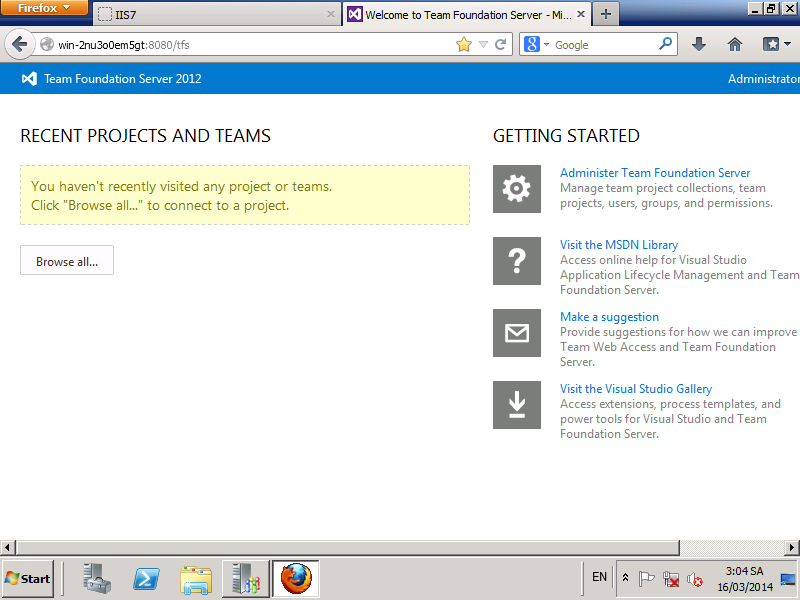 Firefox
IIS7
Welcome to Team Foundation Server - Mi...
win-2nu3o0em5gt:8080/tfs
Google
Team Foundation Server 2012
Administrator
RECENT PROJECTS AND TEAMS
You haven't recently visited any project or teams.
Click "Browse all..." to connect to a project.
Browse all...
GETTING STARTED
Administer Team Foundation Server
Manage team project collections, team
projects, users, groups, and permissions.
Visit the MSDN Library
Access online help for Visual Studio
Application Lifecycle Management and Team
Foundation Server.
Make a suggestion
Provide suggestions for how we can improve
Team Web Access and Team Foundation
Server.
Visit the Visual Studio Gallery
Access extensions, process templates, and
power tools for Visual Studio and Team
Foundation Server.
Start
EN
3:04 SA
16/03/2014